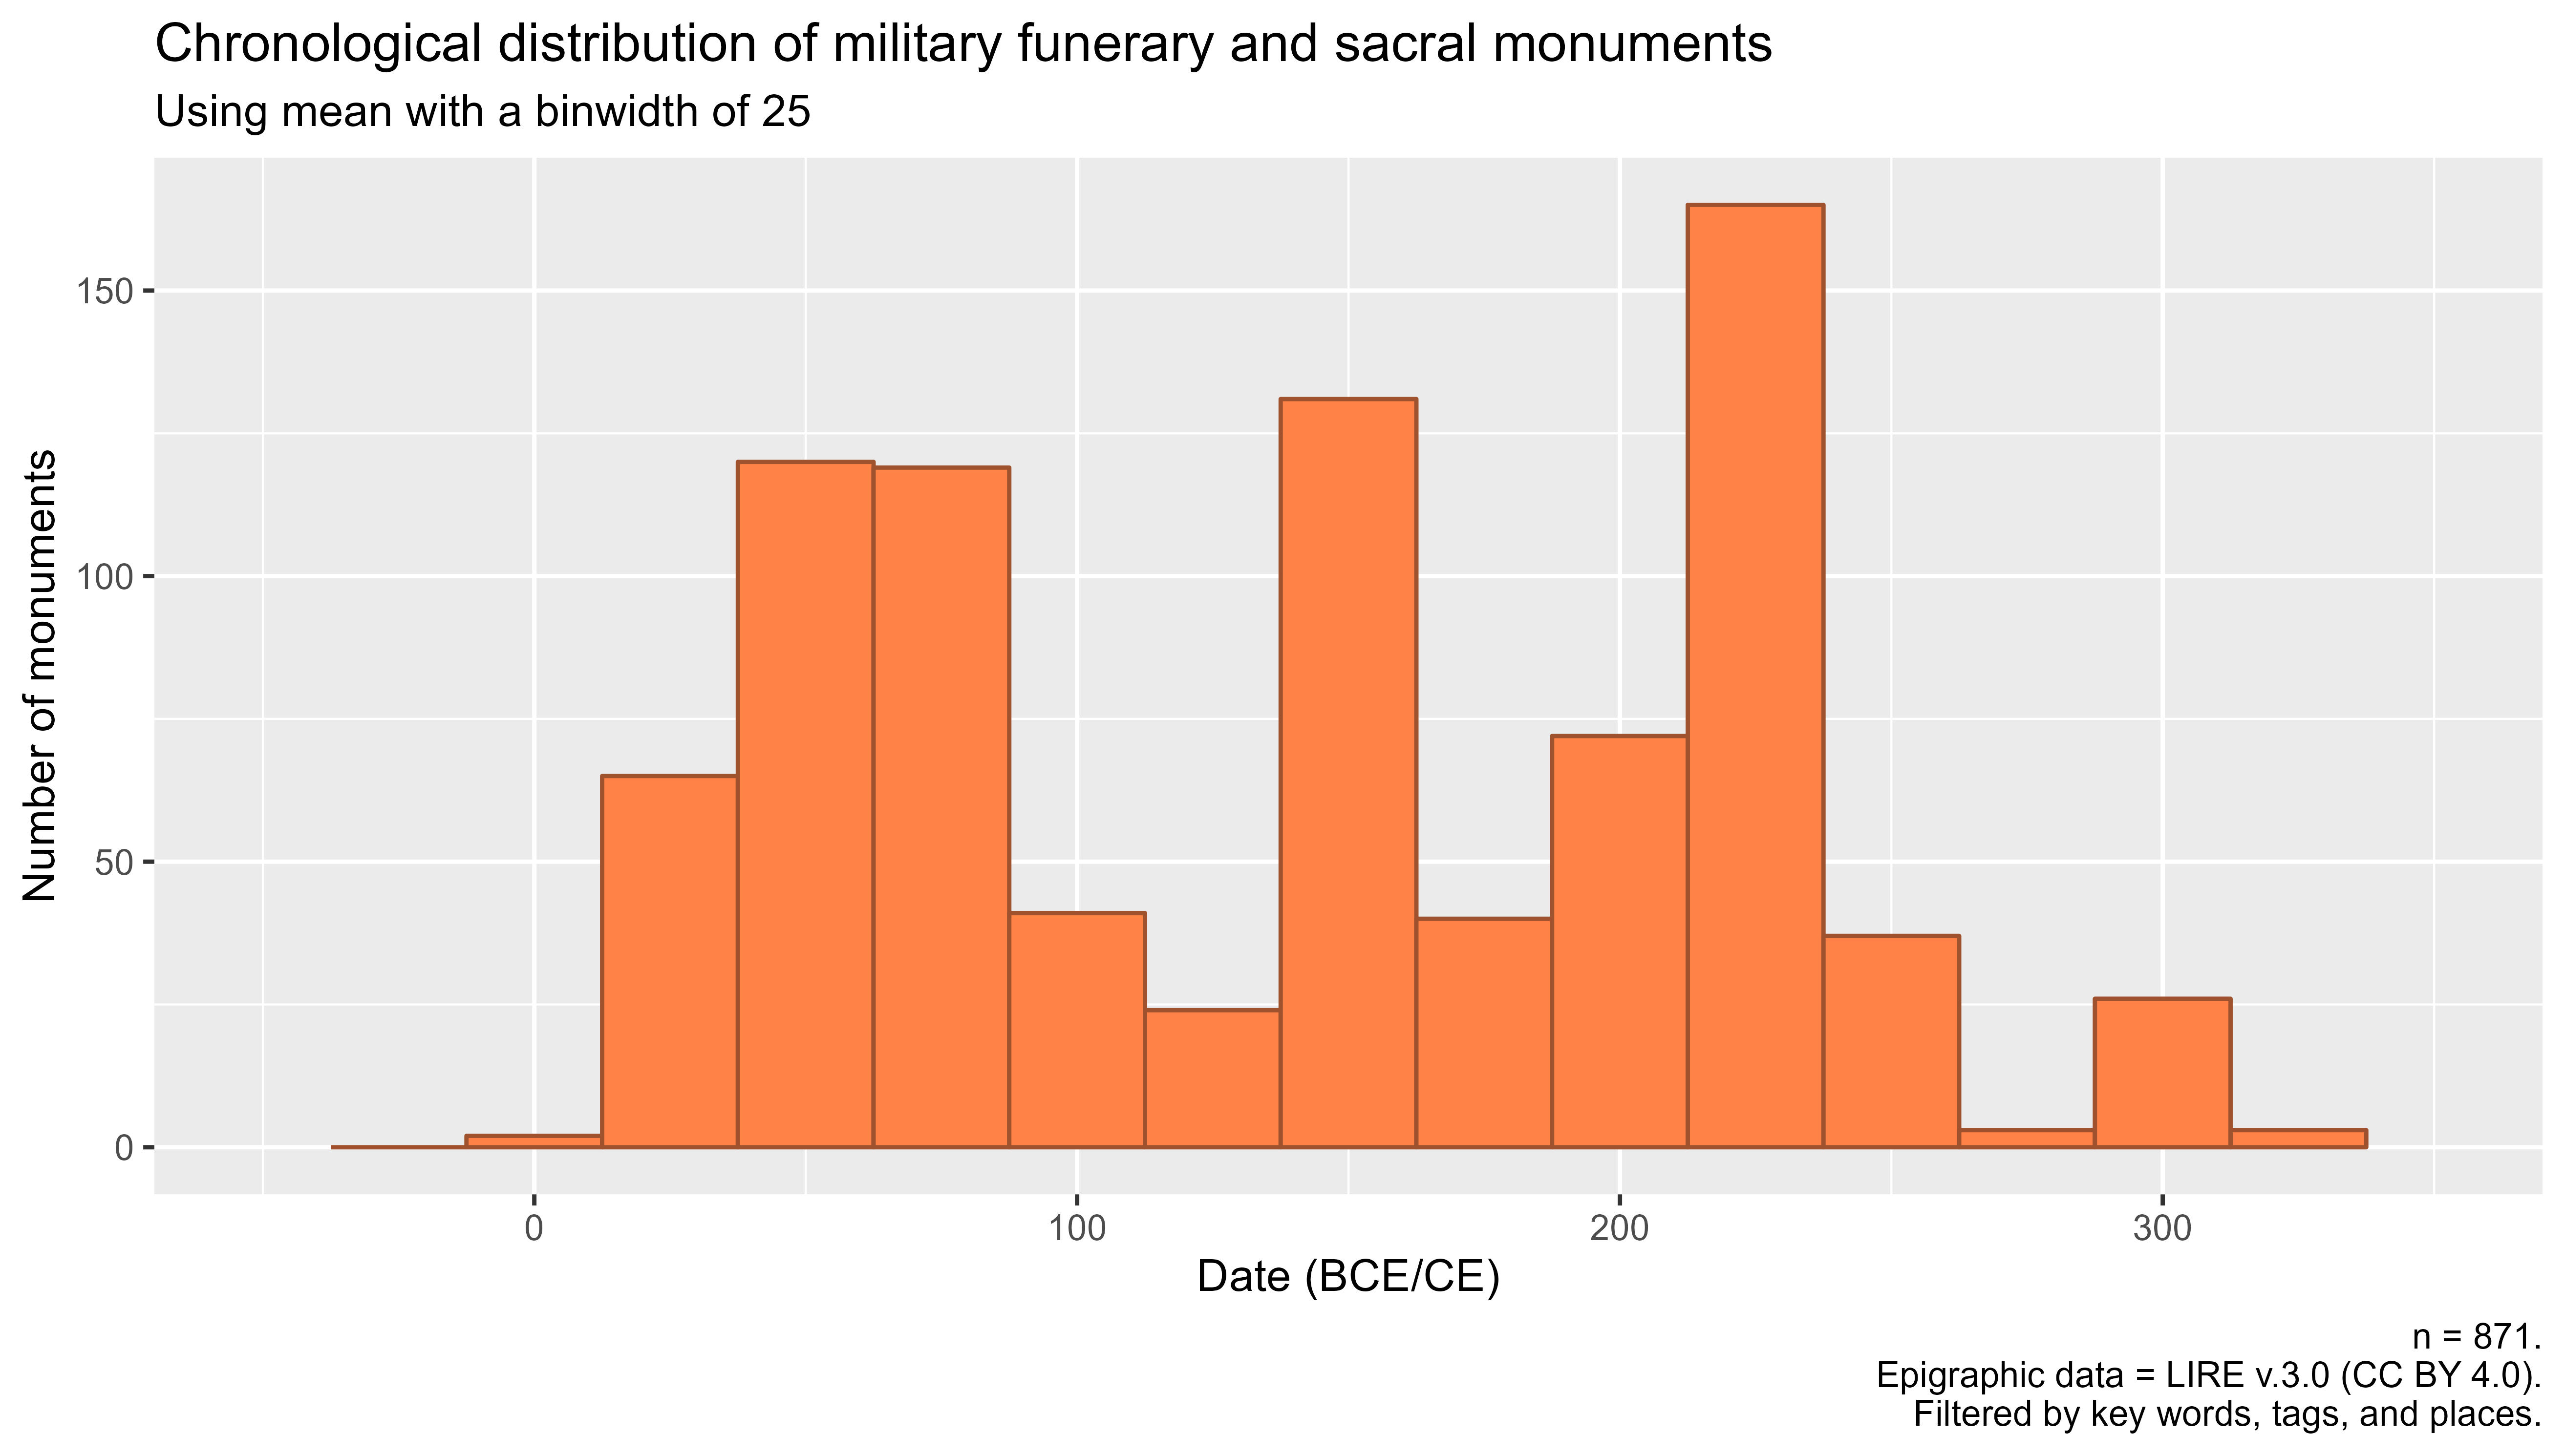 Chronological distribution of military funerary and sacral monuments
Using mean with a binwidth of 25
Number of monuments
150
100
50
0
0
100
200
300
Date (BCE/CE)
n = 871.
Epigraphic data = LIRE v.3.0 (CC BY 4.0).
Filtered by key words, tags, and places.